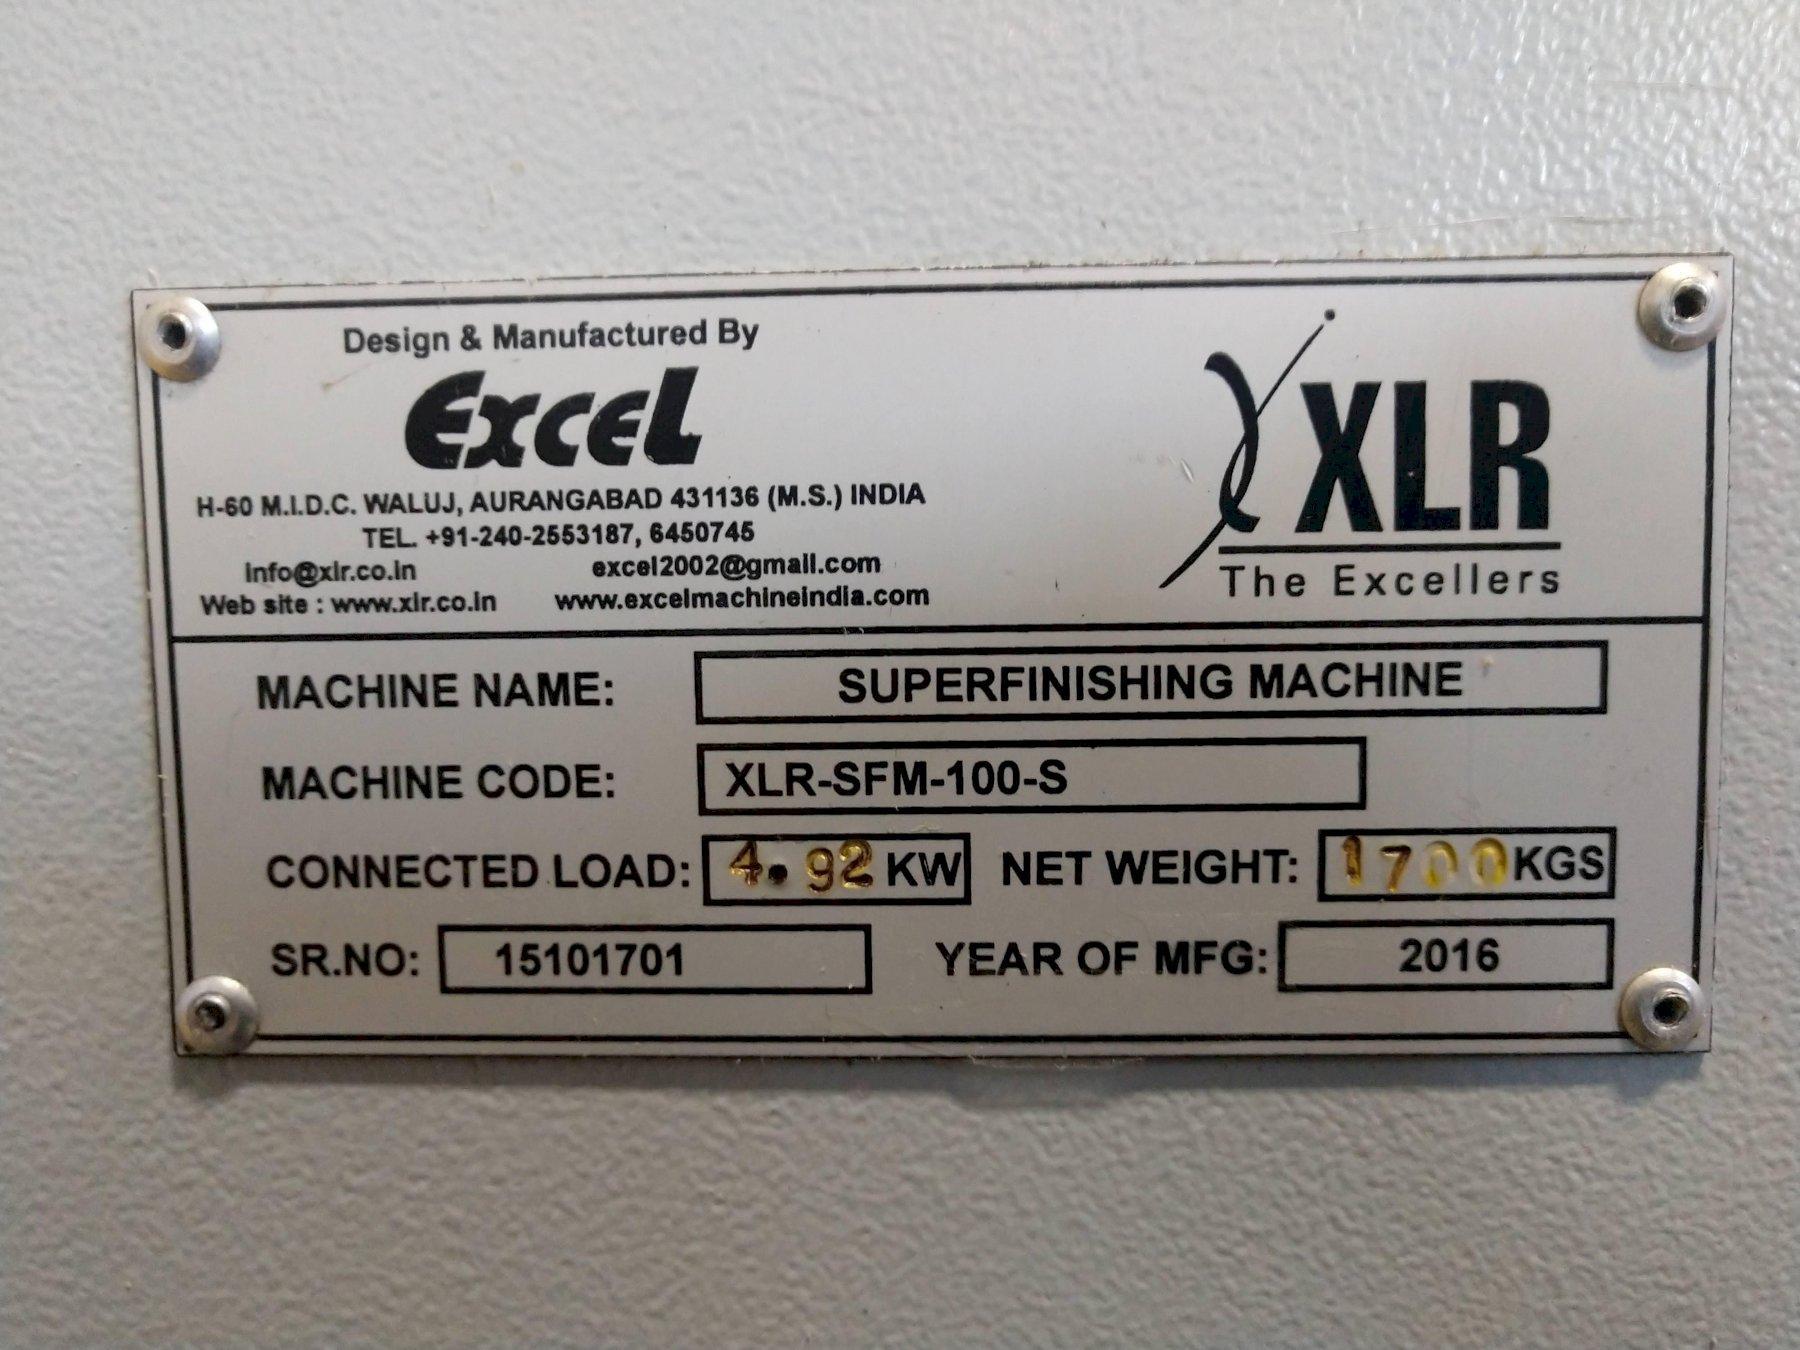 Design & Manufactured By
Excel
H-60 M.I.D.C. WALUJ, AURANGABAD 431136 (M.S.) INDIA
TEL. +91-240-2553187, 6450745
info@xlr.co.in excel2002@gmail.com
Web site : www.xlr.co.in www.excelmachineindia.com
XLR
The Excellers
MACHINE NAME: SUPERFINISHING MACHINE
MACHINE CODE: XLR-SFM-100-S
CONNECTED LOAD: 4.92 KW NET WEIGHT: 1700 KGS
SR.NO: 15101701 YEAR OF MFG: 2016